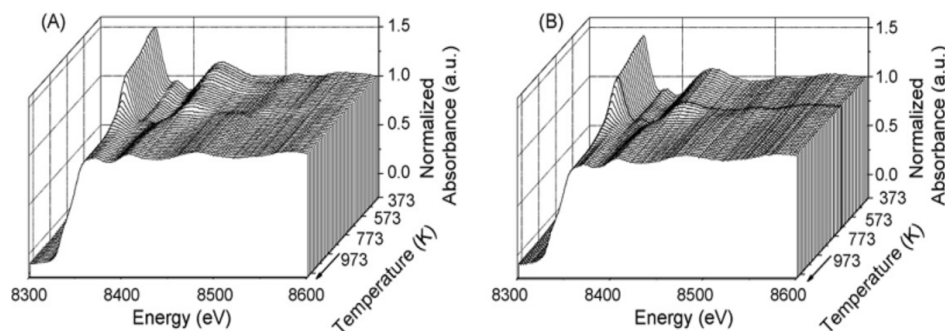 (A)
1.5
1.0
0.5
0.0
Normalized
Absorbance (a.u.)
373
573
773
973
Temperature (K)
8300
8400
8500
8600
Energy (eV)
(B)
1.5
1.0
0.5
0.0
Normalized
Absorbance (a.u.)
373
573
773
973
Temperature (K)
8300
8400
8500
8600
Energy (eV)